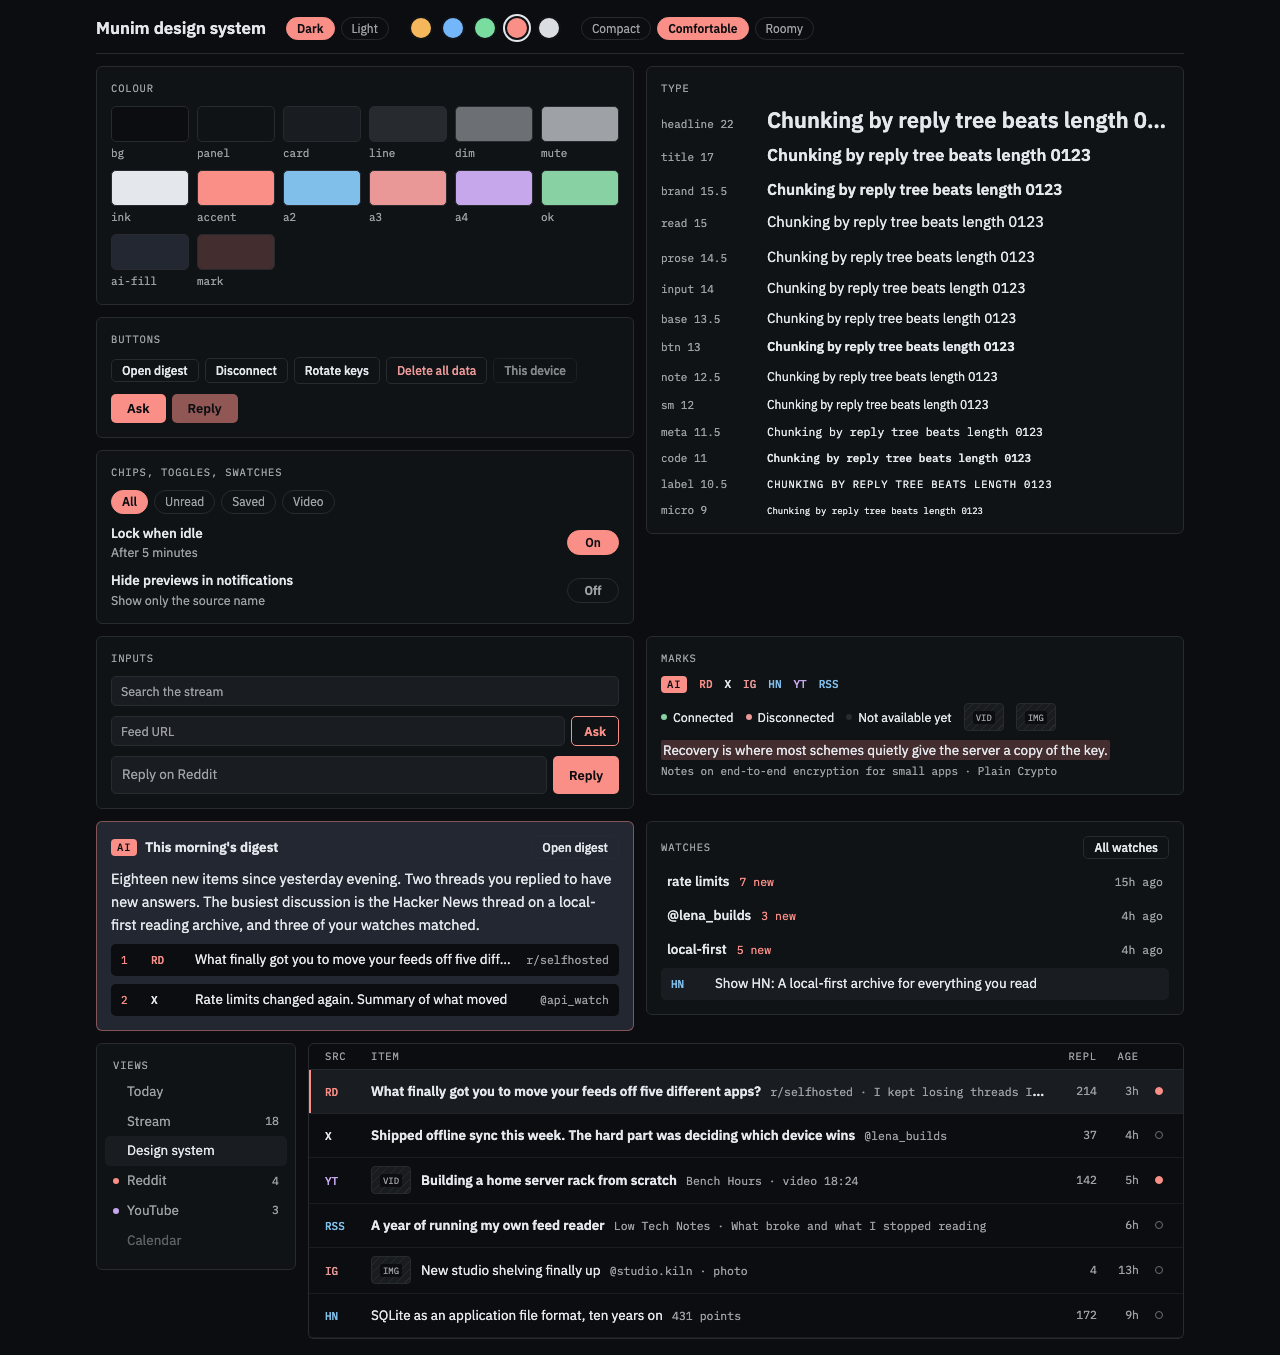 Munim design system Dark Light Compact Comfortable Roomy
COLOUR
bg panel card line dim mute
ink accent a2 a3 a4 ok
ai-fill mark
TYPE
headline 22 Chunking by reply tree beats length 0...
title 17 Chunking by reply tree beats length 0123
brand 15.5 Chunking by reply tree beats length 0123
read 15 Chunking by reply tree beats length 0123
prose 14.5 Chunking by reply tree beats length 0123
input 14 Chunking by reply tree beats length 0123
base 13.5 Chunking by reply tree beats length 0123
btn 13 Chunking by reply tree beats length 0123
note 12.5 Chunking by reply tree beats length 0123
sm 12 Chunking by reply tree beats length 0123
meta 11.5 Chunking by reply tree beats length 0123
code 11 Chunking by reply tree beats length 0123
label 10.5 CHUNKING BY REPLY TREE BEATS LENGTH 0123
micro 9 Chunking by reply tree beats length 0123
BUTTONS
Open digest Disconnect Rotate keys Delete all data This device
Ask Reply
CHIPS, TOGGLES, SWATCHES
All Unread Saved Video
Lock when idle
After 5 minutes
On
Hide previews in notifications
Show only the source name
Off
INPUTS
Search the stream
Feed URL Ask
Reply on Reddit Reply
MARKS
AI RD X IG HN YT RSS
Connected Disconnected Not available yet VID IMG
Recovery is where most schemes quietly give the server a copy of the key.
Notes on end-to-end encryption for small apps · Plain Crypto
AI This morning's digest Open digest
Eighteen new items since yesterday evening. Two threads you replied to have
new answers. The busiest discussion is the Hacker News thread on a local-
first reading archive, and three of your watches matched.
1 RD What finally got you to move your feeds off five diff... r/selfhosted
2 X Rate limits changed again. Summary of what moved @api_watch
WATCHES All watches
rate limits 7 new 15h ago
@lena_builds 3 new 4h ago
local-first 5 new 4h ago
HN Show HN: A local-first archive for everything you read
VIEWS
Today
Stream 18
Design system
Reddit 4
YouTube 3
Calendar
SRC ITEM REPL AGE
RD What finally got you to move your feeds off five different apps? r/selfhosted · I kept losing threads I... 214 3h
X Shipped offline sync this week. The hard part was deciding which device wins @lena_builds 37 4h
YT VID Building a home server rack from scratch Bench Hours · video 18:24 142 5h
RSS A year of running my own feed reader Low Tech Notes · What broke and what I stopped reading 6h
IG IMG New studio shelving finally up @studio.kiln · photo 4 13h
HN SQLite as an application file format, ten years on 431 points 172 9h